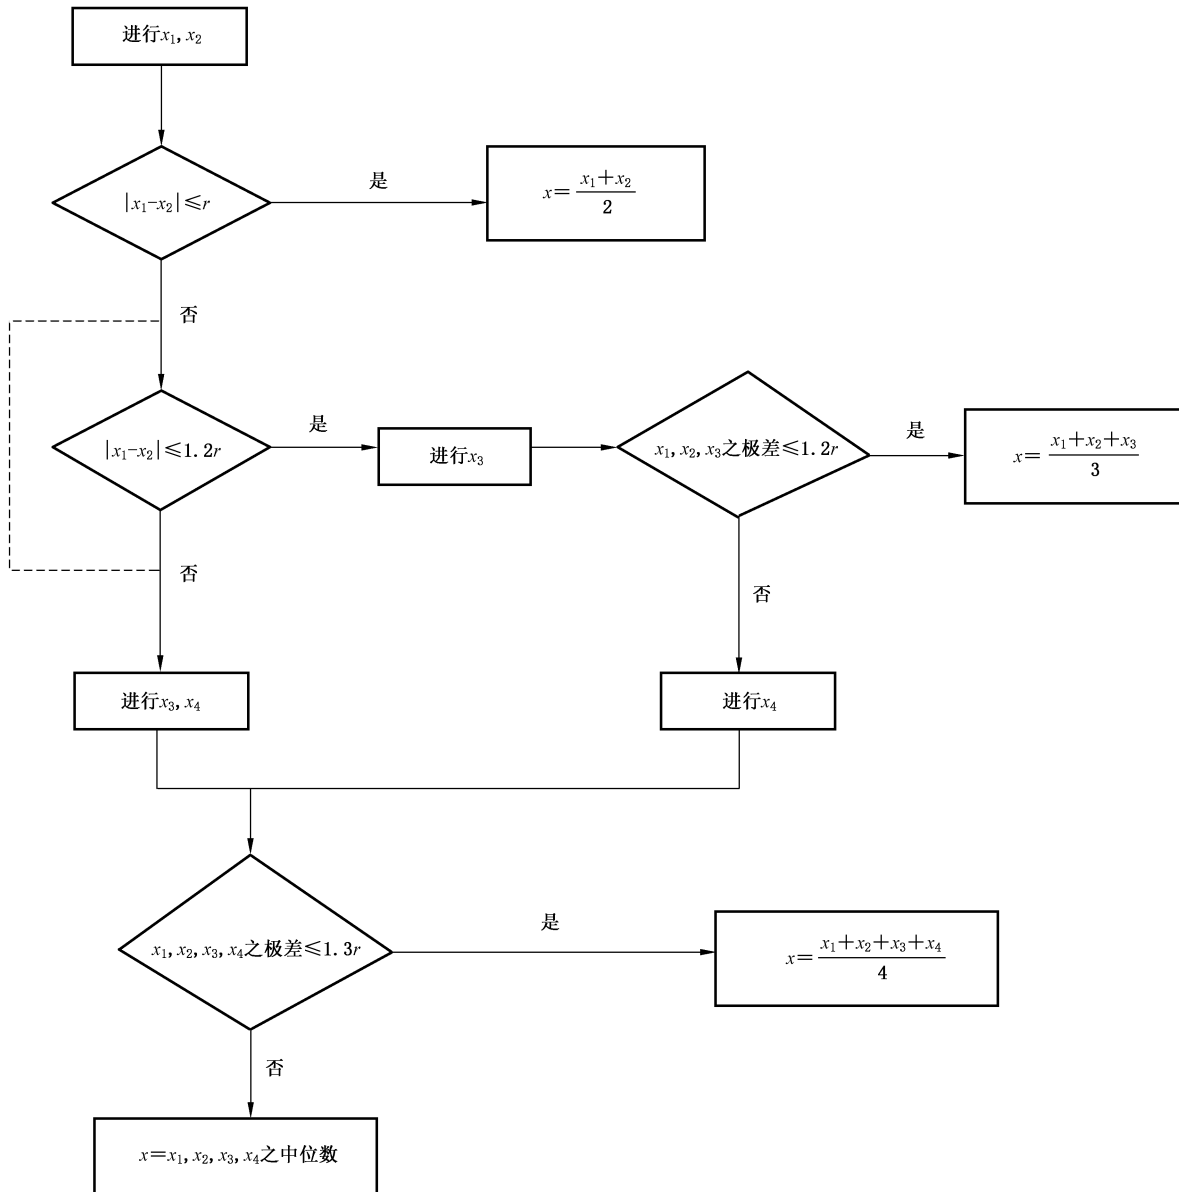 进行x₁, x₂
|x₁-x₂|≤r
是
x=(x₁+x₂)/2
否
|x₁-x₂|≤1.2r
是
进行x₃
x₁, x₂, x₃之极差≤1.2r
是
x=(x₁+x₂+x₃)/3
否
否
进行x₃, x₄
进行x₄
x₁, x₂, x₃, x₄之极差≤1.3r
是
x=(x₁+x₂+x₃+x₄)/4
否
x=x₁, x₂, x₃, x₄之中位数